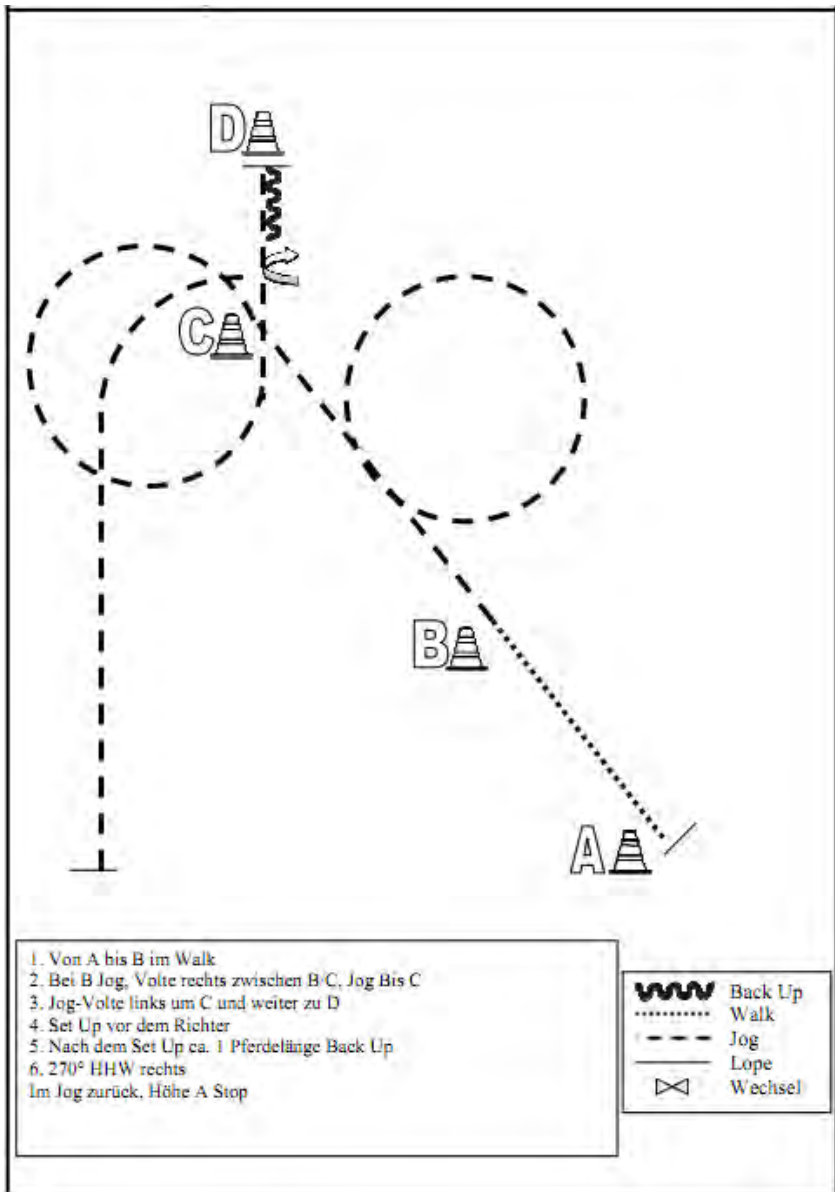 D
C
B
A
1. Von A bis B im Walk
2. Bei B Jog, Volte rechts zwischen B/C, Jog Bis C
3. Jog-Volte links um C und weiter zu D
4. Set Up vor dem Richter
5. Nach dem Set Up ca. 1 Pferdelänge Back Up
6. 270° HHW rechts
Im Jog zurück, Höhe A Stop
Back Up
Walk
Jog
Lope
Wechsel